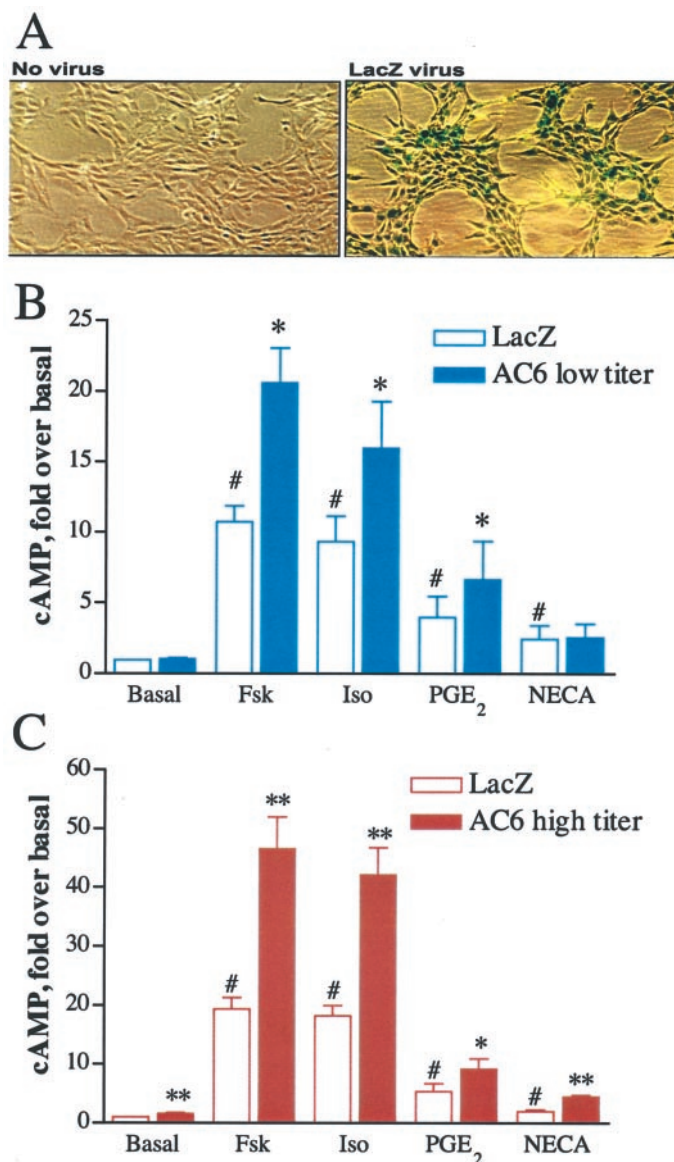 A
No virus
LacZ virus
B
cAMP, fold over basal
25
20
15
10
5
0
LacZ
AC6 low titer
#
*
#
*
#
*
#
Basal
Fsk
Iso
PGE₂
NECA
C
cAMP, fold over basal
60
50
40
30
20
10
0
LacZ
AC6 high titer
**
#
**
#
**
#
*
#
**
Basal
Fsk
Iso
PGE₂
NECA